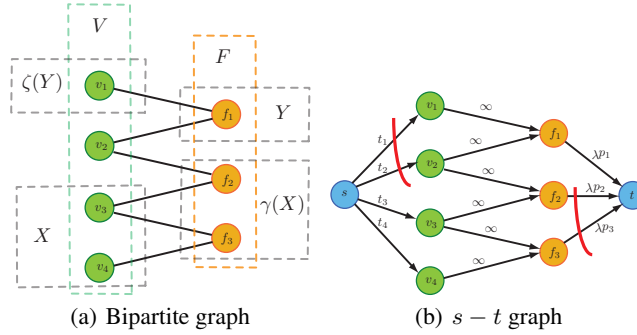 V
F
ζ(Y)
v₁
Y
f₁
v₂
f₂
γ(X)
X
v₃
f₃
v₄
(a) Bipartite graph
v₁
∞
f₁
t₁
∞
λp₁
t₂
v₂
∞
s
f₂
λp₂
t
t₃
∞
v₃
∞
λp₃
t₄
f₃
∞
v₄
(b) s − t graph